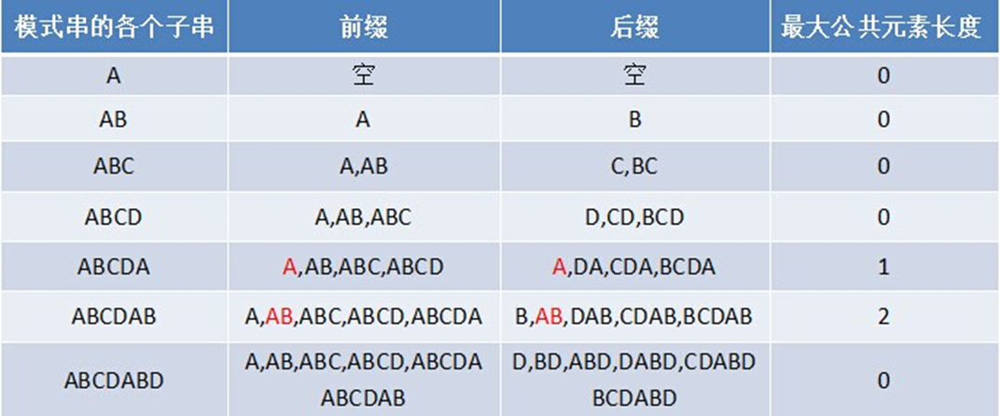 模式串的各个子串 前缀 后缀 最大公共元素长度
A 空 空 0
AB A B 0
ABC A,AB C,BC 0
ABCD A,AB,ABC D,CD,BCD 0
ABCDA A,AB,ABC,ABCD A,DA,CDA,BCDA 1
ABCDAB A,AB,ABC,ABCD,ABCDA B,AB,DAB,CDAB,BCDAB 2
ABCDABD A,AB,ABC,ABCD,ABCDA D,BD,ABD,DABD,CDABD 0
ABCDAB BCDABD